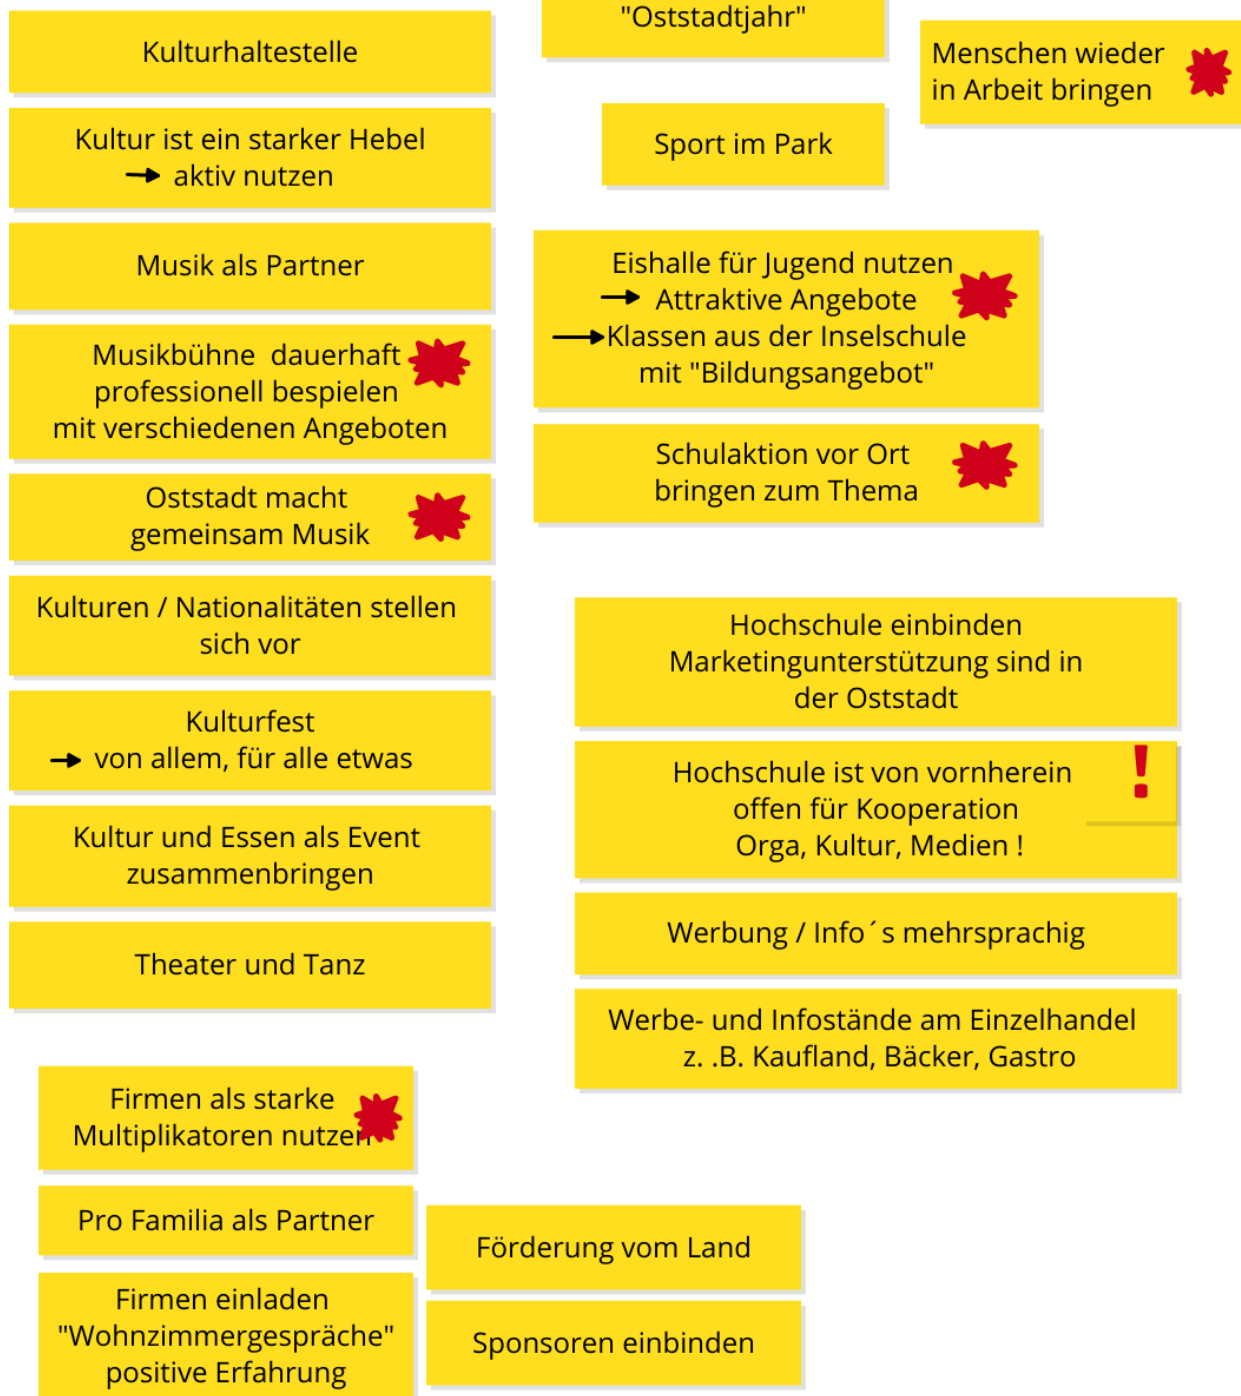 Kulturhaltestelle
Kultur ist ein starker Hebel
→ aktiv nutzen
Musik als Partner
Musikbühne dauerhaft
professionell bespielen
mit verschiedenen Angeboten
Oststadt macht
gemeinsam Musik
Kulturen / Nationalitäten stellen
sich vor
Kulturfest
→ von allem, für alle etwas
Kultur und Essen als Event
zusammenbringen
Theater und Tanz
"Oststadtjahr"
Sport im Park
Menschen wieder
in Arbeit bringen
Eishalle für Jugend nutzen
→ Attraktive Angebote
→ Klassen aus der Inselschule
mit "Bildungsangebot"
Schulaktion vor Ort
bringen zum Thema
Hochschule einbinden
Marketingunterstützung sind in
der Oststadt
Hochschule ist von vornherein
offen für Kooperation
Orga, Kultur, Medien !
!
Werbung / Info´s mehrsprachig
Werbe- und Infostände am Einzelhandel
z. .B. Kaufland, Bäcker, Gastro
Firmen als starke
Multiplikatoren nutzen
Pro Familia als Partner
Firmen einladen
"Wohnzimmergespräche"
positive Erfahrung
Förderung vom Land
Sponsoren einbinden